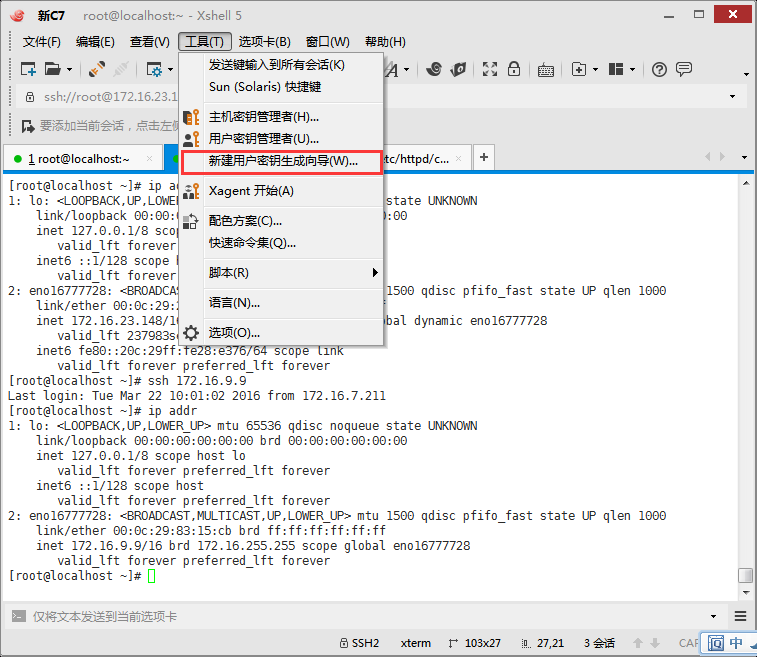 新C7 root@localhost:~ - Xshell 5
文件(F) 编辑(E) 查看(V) 工具(T) 选项卡(B) 窗口(W) 帮助(H)
ssh://root@172.16.23.1
要添加当前会话，点击左侧
1 root@localhost:~ × etc/httpd/c... × +
发送键输入到所有会话(K)
Sun (Solaris) 快捷键
主机密钥管理者(H)...
用户密钥管理者(U)...
新建用户密钥生成向导(W)...
Xagent 开始(A)
配色方案(C)...
快速命令集(Q)...
脚本(R)
语言(N)...
选项(O)...
[root@localhost ~]# ip add
1: lo: <LOOPBACK,UP,LOWER state UNKNOWN
link/loopback 00:00:0 00:00
inet 127.0.0.1/8 scop
valid_lft forever
inet6 ::1/128 scope h
valid_lft forever
2: eno16777728: <BROADCAS 1500 qdisc pfifo_fast state UP qlen 1000
link/ether 00:0c:29:2 f
inet 172.16.23.148/16 bal dynamic eno16777728
valid_lft 237983se
inet6 fe80::20c:29ff:fe28:e376/64 scope link
valid_lft forever preferred_lft forever
[root@localhost ~]# ssh 172.16.9.9
Last login: Tue Mar 22 10:01:02 2016 from 172.16.7.211
[root@localhost ~]# ip addr
1: lo: <LOOPBACK,UP,LOWER_UP> mtu 65536 qdisc noqueue state UNKNOWN
link/loopback 00:00:00:00:00:00 brd 00:00:00:00:00:00
inet 127.0.0.1/8 scope host lo
valid_lft forever preferred_lft forever
inet6 ::1/128 scope host
valid_lft forever preferred_lft forever
2: eno16777728: <BROADCAST,MULTICAST,UP,LOWER_UP> mtu 1500 qdisc pfifo_fast state UP qlen 1000
link/ether 00:0c:29:83:15:cb brd ff:ff:ff:ff:ff:ff
inet 172.16.9.9/16 brd 172.16.255.255 scope global eno16777728
valid_lft forever preferred_lft forever
[root@localhost ~]#
仅将文本发送到当前选项卡
SSH2 xterm 103x27 27,21 3 会话 CAP 中